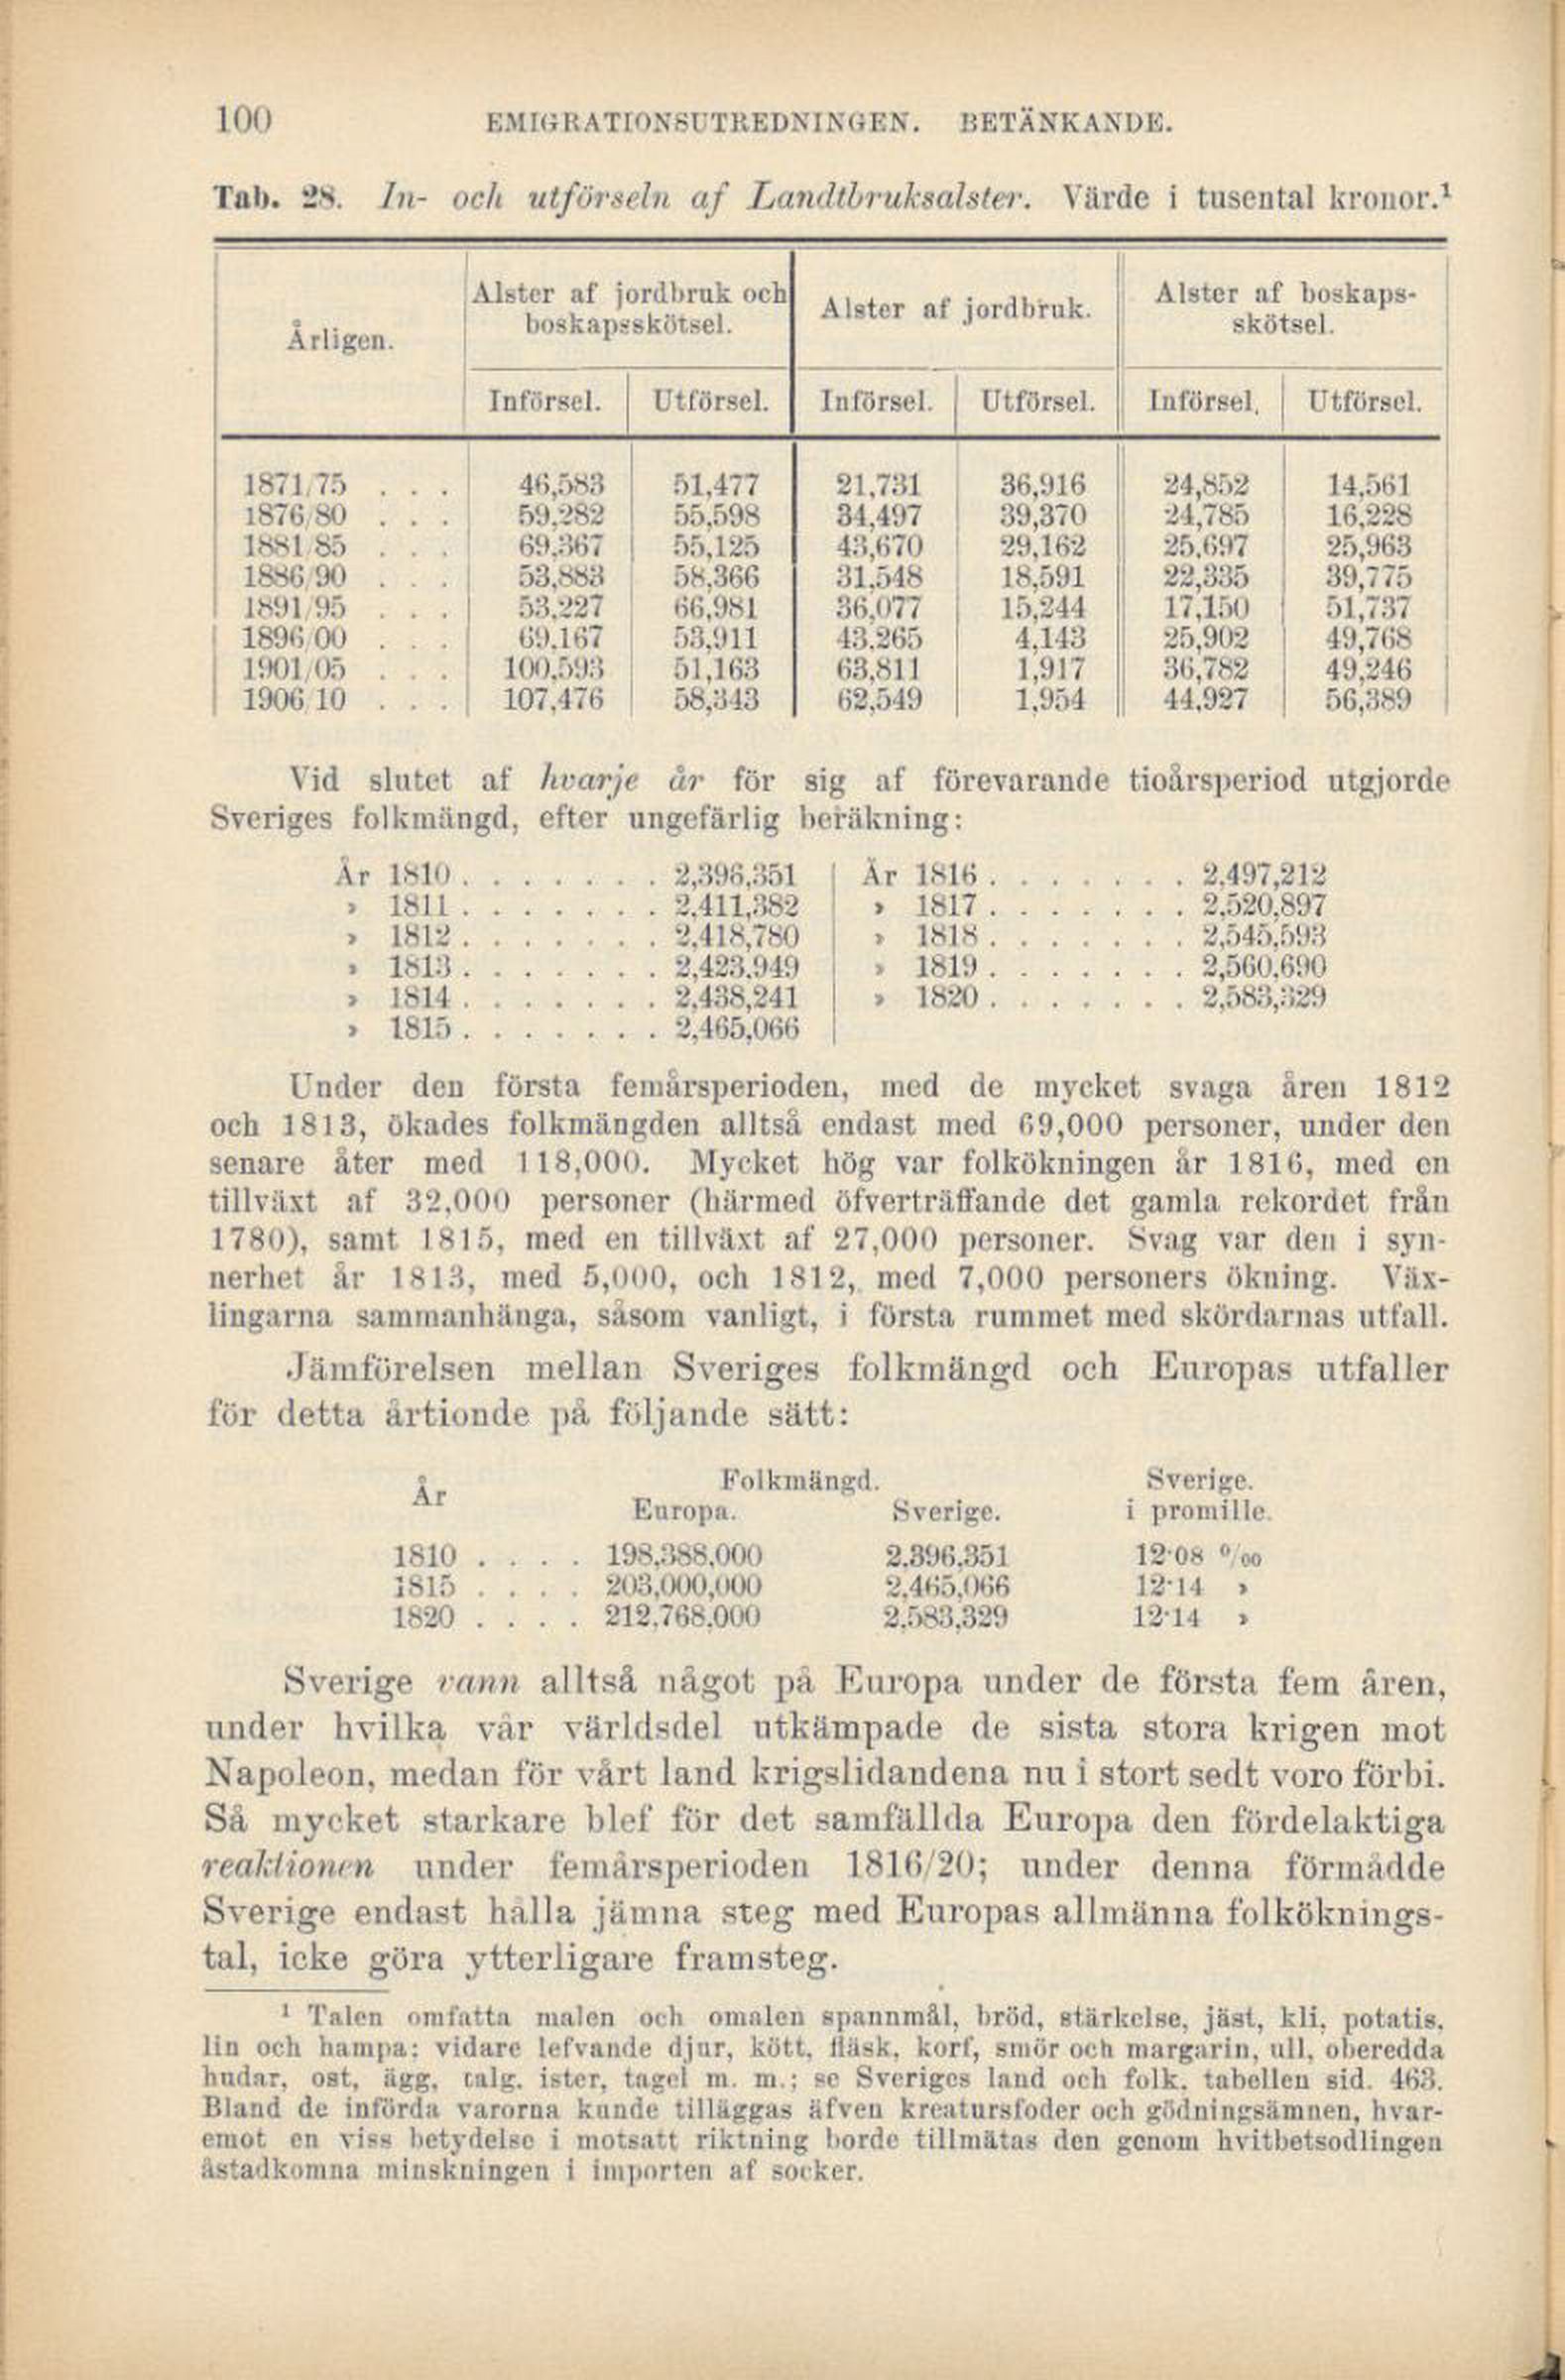 100 EMIGRATIONSUTREDNINGEN. BETÄNKANDE.
Tab. 28. In- och utförseln af Landtbruksalster. Värde i tusental kronor.¹
Årligen. Alster af jordbruk och boskapsskötsel. Alster af jordbruk. Alster af boskaps-skötsel.
Införsel. Utförsel. Införsel. Utförsel. Införsel. Utförsel.
1871/75 . . . 46,583 51,477 21,731 36,916 24,852 14,561
1876/80 . . . 59,282 55,598 34,497 39,370 24,785 16,228
1881/85 . . . 69,367 55,125 43,670 29,162 25,697 25,963
1886/90 . . . 53,883 58,366 31,548 18,591 22,335 39,775
1891/95 . . . 53,227 66,981 36,077 15,244 17,150 51,737
1896/00 . . . 69,167 53,911 43,265 4,143 25,902 49,768
1901/05 . . . 100,593 51,163 63,811 1,917 36,782 49,246
1906/10 . . . 107,476 58,343 62,549 1,954 44,927 56,389
Vid slutet af hvarje år för sig af förevarande tioårsperiod utgjorde
Sveriges folkmängd, efter ungefärlig beräkning:
År 1810 . . . . . . . 2,396,351 År 1816 . . . . . . . 2,497,212
» 1811 . . . . . . . 2,411,382 » 1817 . . . . . . . 2,520,897
» 1812 . . . . . . . 2,418,780 » 1818 . . . . . . . 2,545,593
» 1813 . . . . . . . 2,423,949 » 1819 . . . . . . . 2,560,690
» 1814 . . . . . . . 2,438,241 » 1820 . . . . . . . 2,583,329
» 1815 . . . . . . . 2,465,066
Under den första femårsperioden, med de mycket svaga åren 1812
och 1813, ökades folkmängden alltså endast med 69,000 personer, under den
senare åter med 118,000. Mycket hög var folkökningen år 1816, med en
tillväxt af 32,000 personer (härmed öfverträffande det gamla rekordet från
1780), samt 1815, med en tillväxt af 27,000 personer. Svag var den i syn-
nerhet år 1813, med 5,000, och 1812, med 7,000 personers ökning. Väx-
lingarna sammanhänga, såsom vanligt, i första rummet med skördarnas utfall.
Jämförelsen mellan Sveriges folkmängd och Europas utfaller
för detta årtionde på följande sätt:
År Folkmängd. Sverige.
Europa. Sverige. i promille.
1810 . . . . 198,388,000 2,396,351 12·08 ⁰/₀₀
1815 . . . . 203,000,000 2,465,066 12·14 »
1820 . . . . 212,768,000 2,583,329 12·14 »
Sverige vann alltså något på Europa under de första fem åren,
under hvilka vår världsdel utkämpade de sista stora krigen mot
Napoleon, medan för vårt land krigslidandena nu i stort sedt voro förbi.
Så mycket starkare blef för det samfällda Europa den fördelaktiga
reaktionen under femårsperioden 1816/20; under denna förmådde
Sverige endast hålla jämna steg med Europas allmänna folköknings-
tal, icke göra ytterligare framsteg.
¹ Talen omfatta malen och omalen spannmål, bröd, stärkelse, jäst, kli, potatis,
lin och hampa; vidare lefvande djur, kött, fläsk, korf, smör och margarin, ull, oberedda
hudar, ost, ägg, talg, ister, tagel m. m.; se Sveriges land och folk, tabellen sid. 463.
Bland de införda varorna kunde tilläggas äfven kreatursfoder och gödningsämnen, hvar-
emot en viss betydelse i motsatt riktning borde tillmätas den genom hvitbetsodlingen
åstadkomna minskningen i importen af socker.